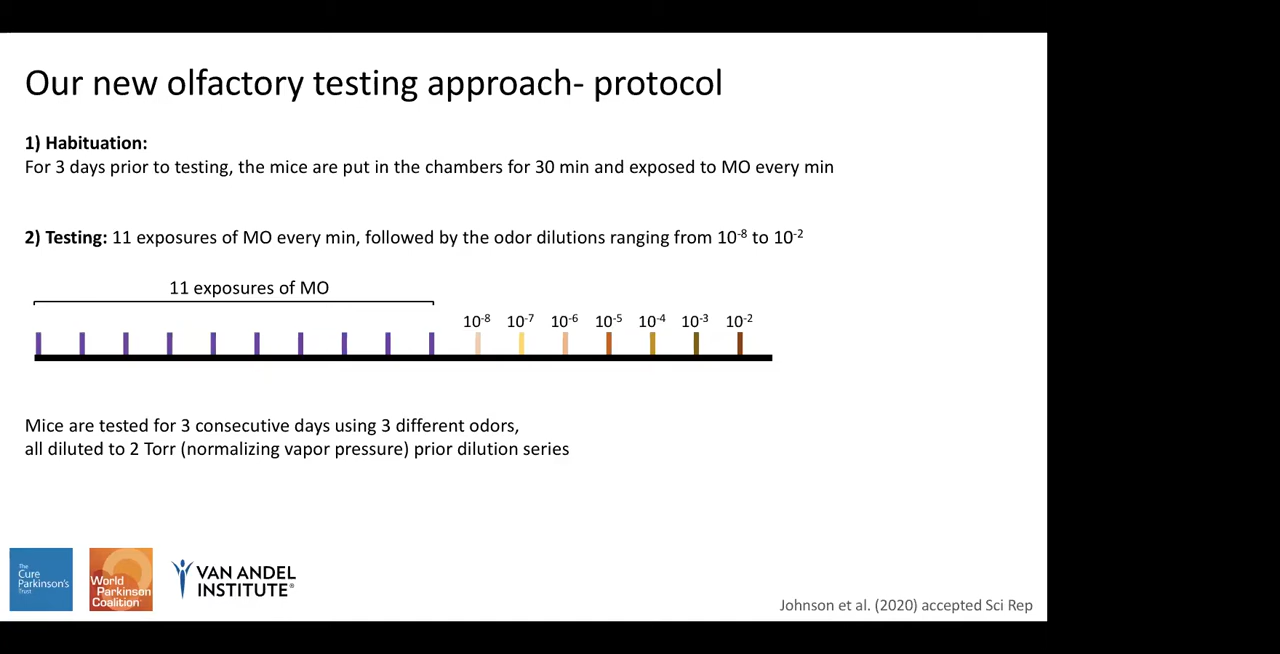 Our new olfactory testing approach- protocol
1) Habituation:
For 3 days prior to testing, the mice are put in the chambers for 30 min and exposed to MO every min
2) Testing: 11 exposures of MO every min, followed by the odor dilutions ranging from 10⁻⁸ to 10⁻²
11 exposures of MO
10⁻⁸ 10⁻⁷ 10⁻⁶ 10⁻⁵ 10⁻⁴ 10⁻³ 10⁻²
Mice are tested for 3 consecutive days using 3 different odors,
all diluted to 2 Torr (normalizing vapor pressure) prior dilution series
The
Cure
Parkinson's
Trust
World
Parkinson
Coalition
VAN ANDEL
INSTITUTE®
Johnson et al. (2020) accepted Sci Rep